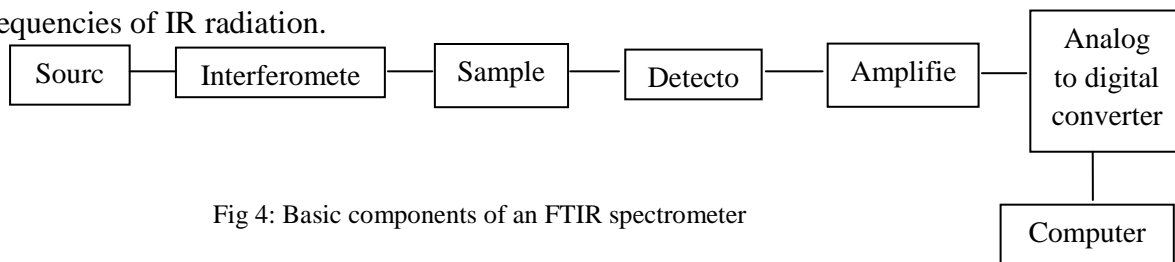 equencies of IR radiation.
Sourc
Interferomete
Sample
Detecto
Amplifie
Analog
to digital
converter
Fig 4: Basic components of an FTIR spectrometer
Computer